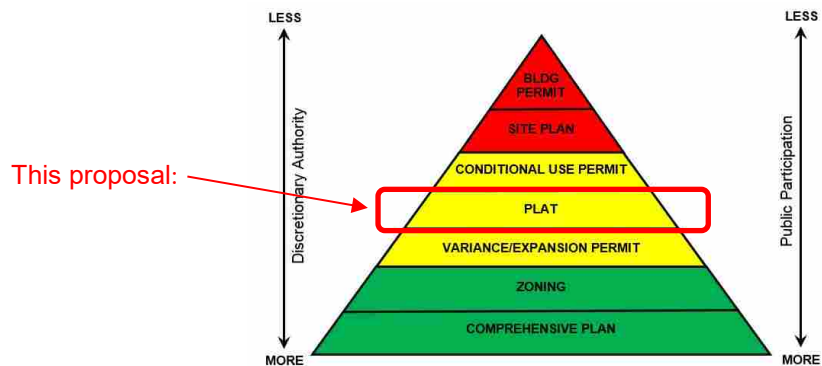 LESS
LESS
BLDG
PERMIT
SITE PLAN
Discretionary Authority
Public Participation
CONDITIONAL USE PERMIT
This proposal:
PLAT
VARIANCE/EXPANSION PERMIT
ZONING
COMPREHENSIVE PLAN
MORE
MORE